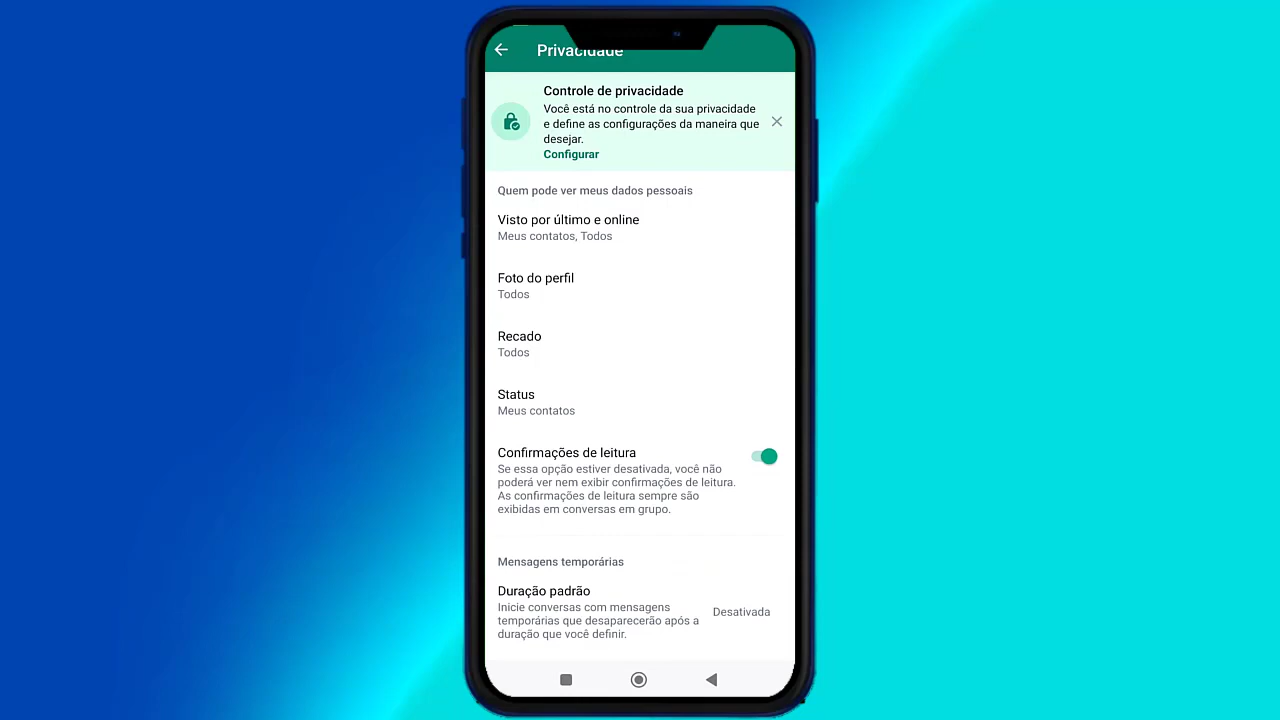 Privacidade
Controle de privacidade
Você está no controle da sua privacidade
e define as configurações da maneira que
desejar.
Configurar
Quem pode ver meus dados pessoais
Visto por último e online
Meus contatos, Todos
Foto do perfil
Todos
Recado
Todos
Status
Meus contatos
Confirmações de leitura
Se essa opção estiver desativada, você não
poderá ver nem exibir confirmações de leitura.
As confirmações de leitura sempre são
exibidas em conversas em grupo.
Mensagens temporárias
Duração padrão
Inicie conversas com mensagens
temporárias que desaparecerão após a
duração que você definir.
Desativada